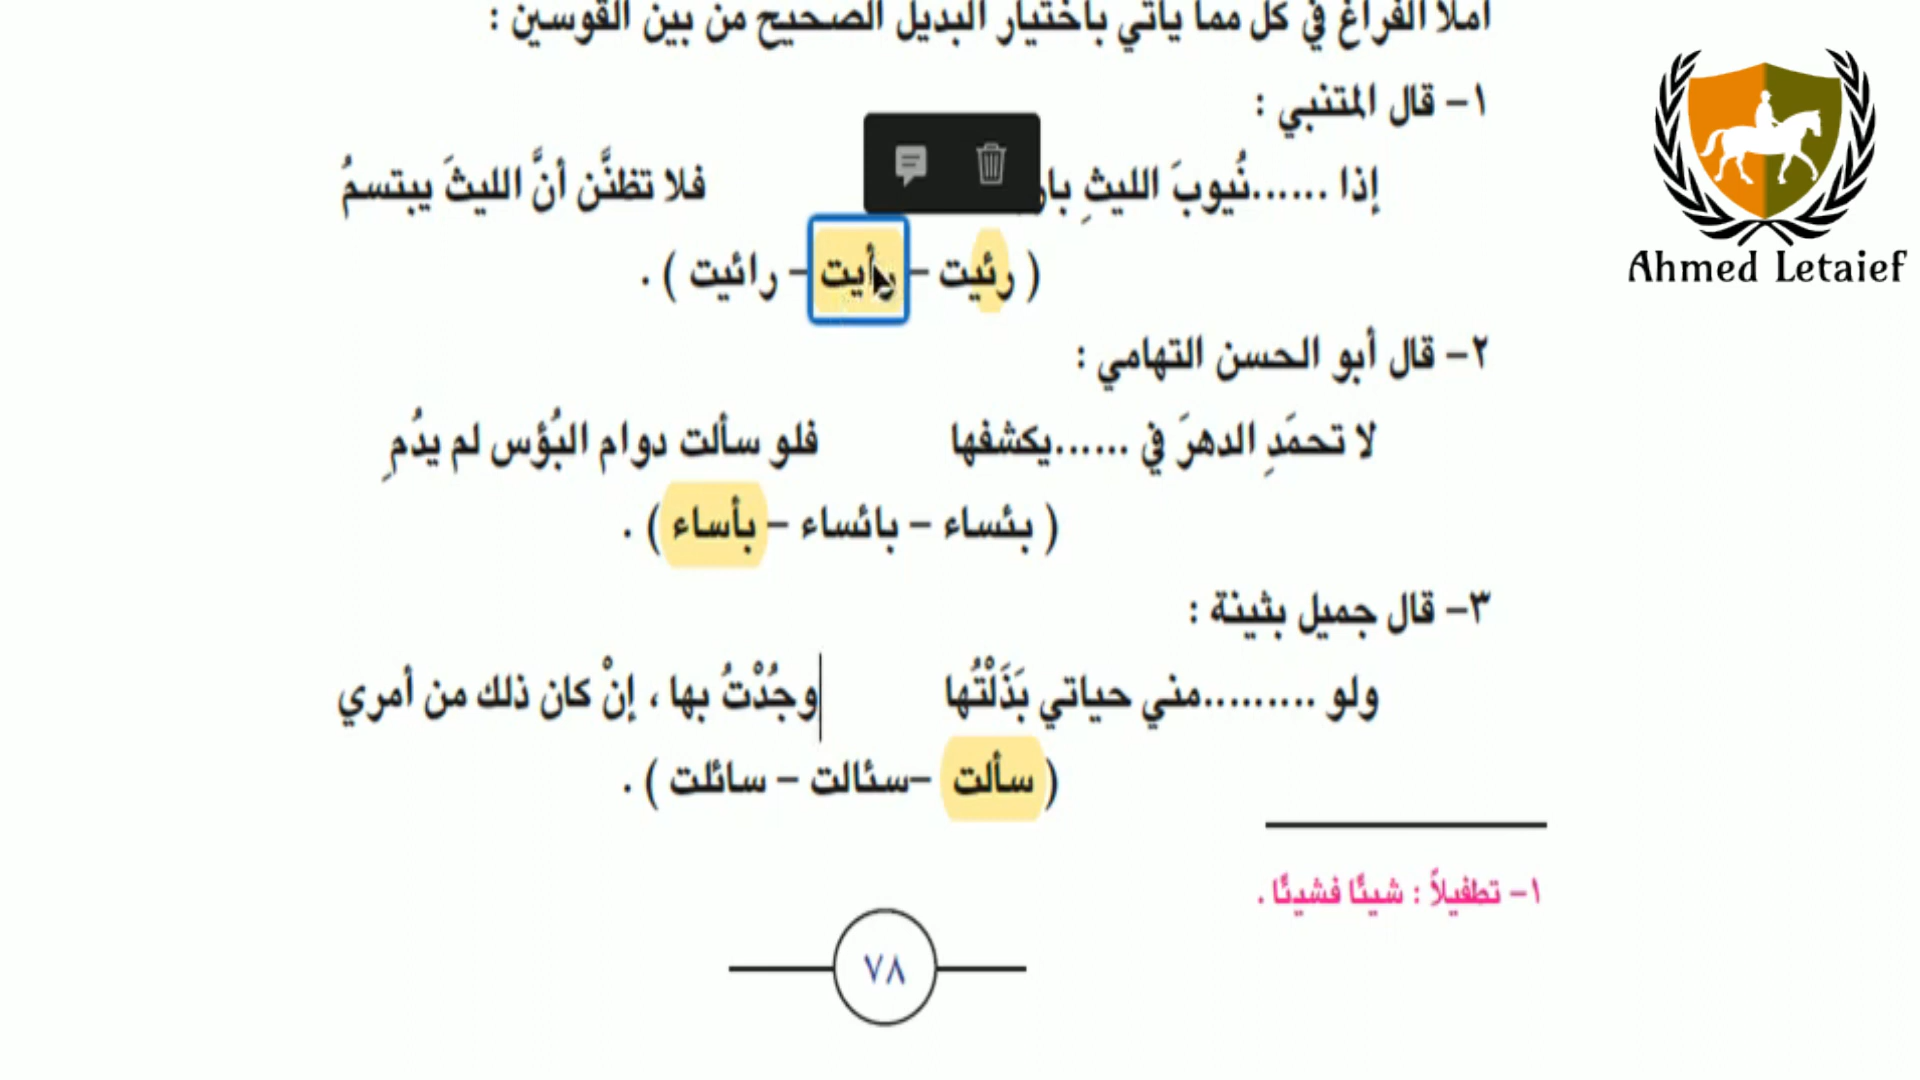 املأ الفراغ في كل مما يأتي باختيار البديل الصحيح من بين القوسين :
١– قال المتنبي :
إذا ......نُيوبَ الليثِ فلا تظنَّن أنَّ الليثَ يبتسمُ
( رئيت – رأيت – رائيت ) .
٢– قال أبو الحسن التهامي :
لا تحمَدِ الدهرَ في ......يكشفها فلو سألت دوام البُؤس لم يدُمِ
( بئساء – بائساء – بأساء ) .
٣– قال جميل بثينة :
ولو .........مني حياتي بَذَلْتُها وجُدْتُ بها ، إنْ كان ذلك من أمري
( سألت –سئالت – سائلت ) .
١– تطفيلاً : شيئًا فشيئًا .
٧٨
Ahmed Letaief